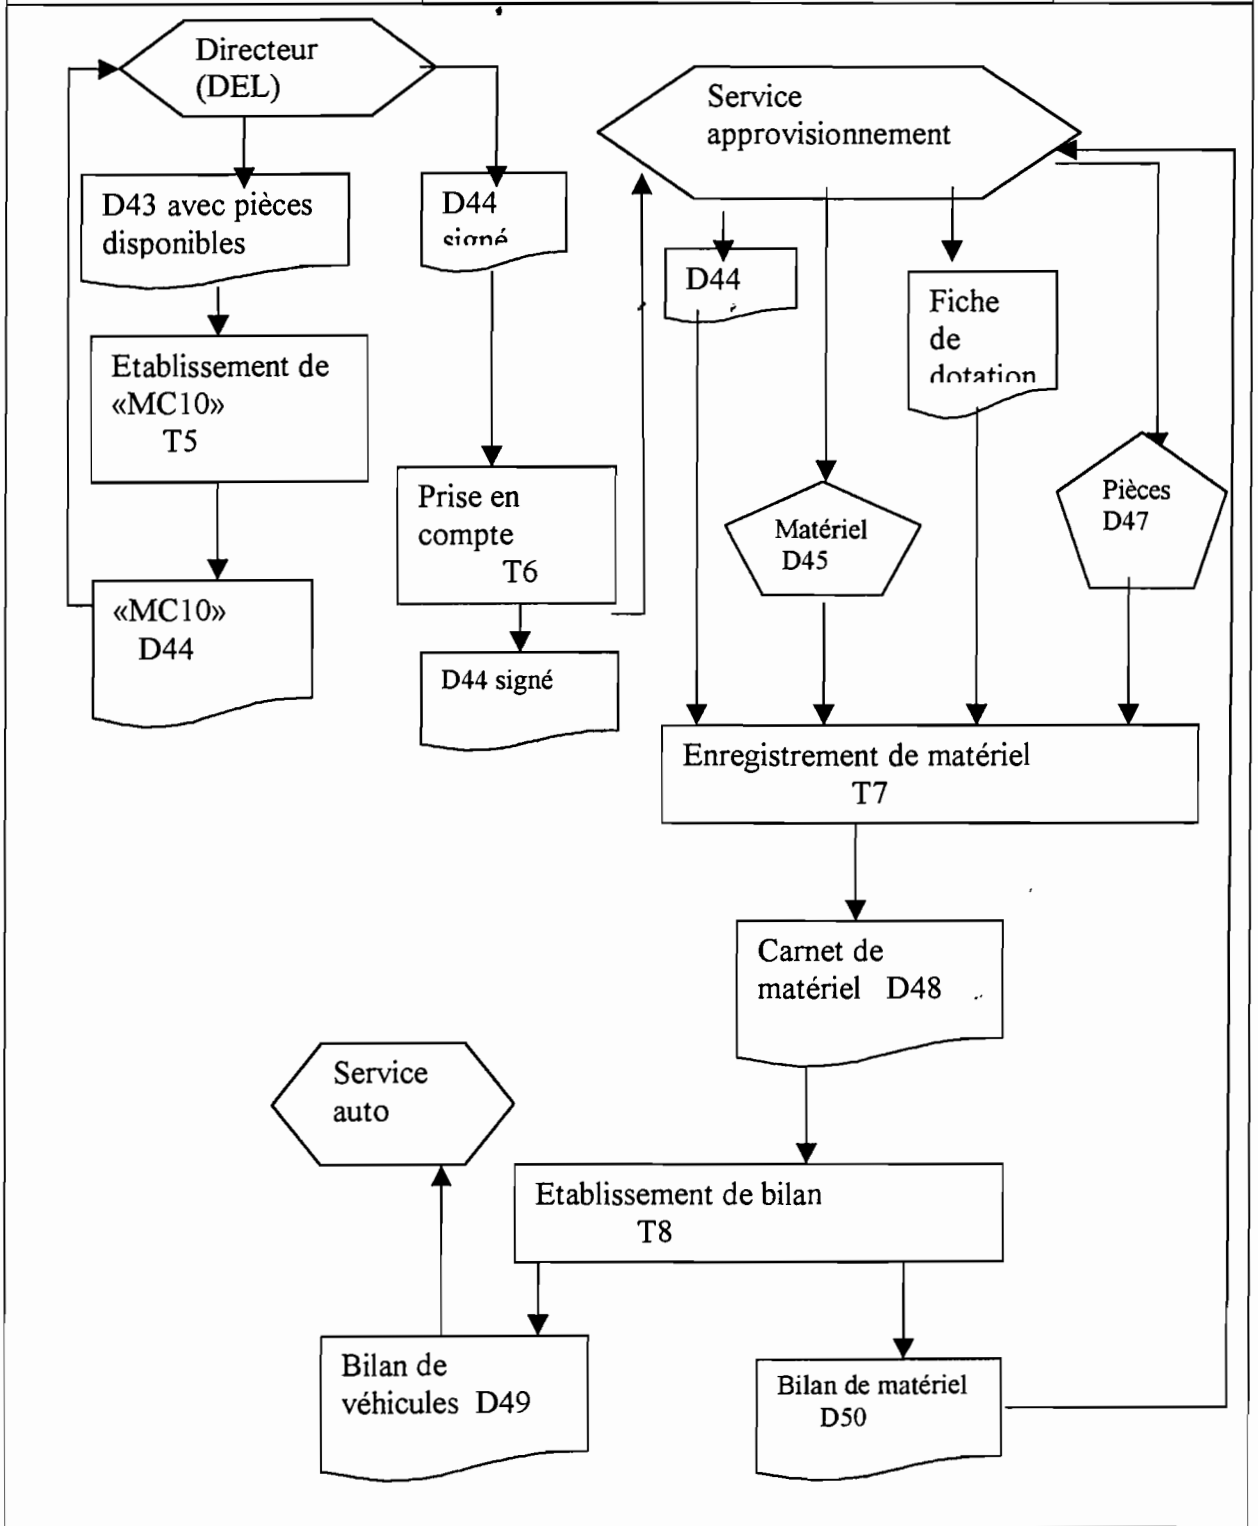 Directeur
(DEL)
Service
approvisionnement
D43 avec pièces
disponibles
D44
signé
D44
Fiche
de
dotation
Etablissement de
«MC10»
T5
Prise en
compte
T6
Matériel
D45
Pièces
D47
«MC10»
D44
D44 signé
Enregistrement de matériel
T7
Carnet de
matériel D48
Service
auto
Etablissement de bilan
T8
Bilan de
véhicules D49
Bilan de matériel
D50